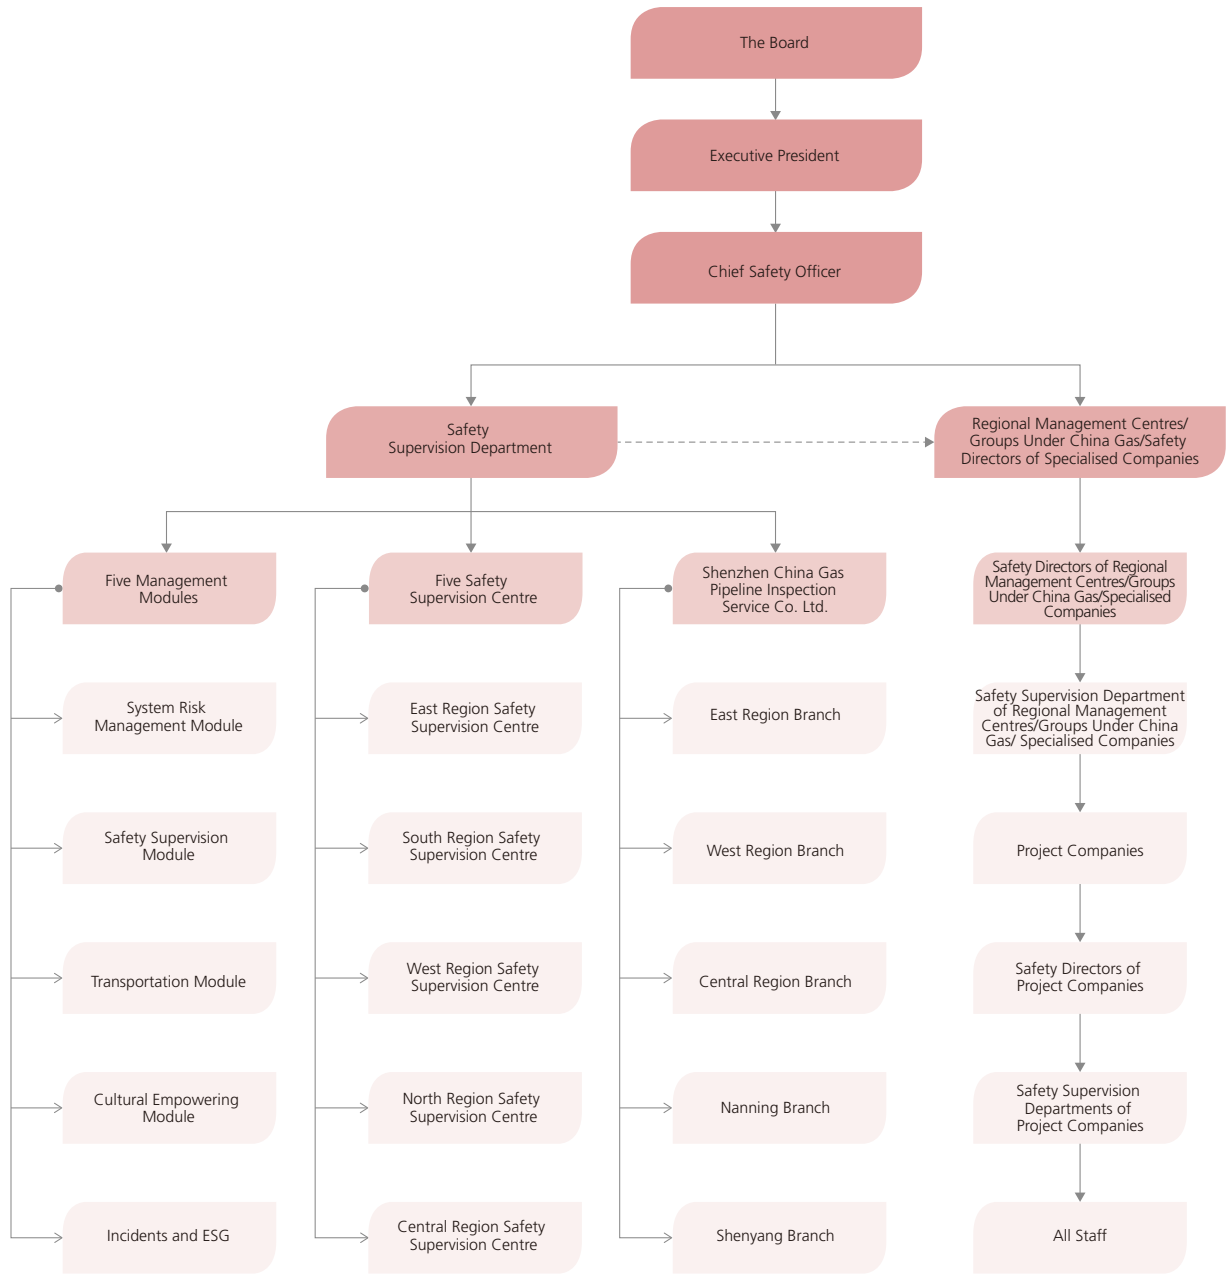 The Board
Executive President
Chief Safety Officer
Safety
Supervision Department
Regional Management Centres/
Groups Under China Gas/Safety
Directors of Specialised Companies
Five Management
Modules
Five Safety
Supervision Centre
Shenzhen China Gas
Pipeline Inspection
Service Co. Ltd.
Safety Directors of Regional
Management Centres/Groups
Under China Gas/Specialised
Companies
System Risk
Management Module
East Region Safety
Supervision Centre
East Region Branch
Safety Supervision Department
of Regional Management
Centres/Groups Under China
Gas/ Specialised Companies
Safety Supervision
Module
South Region Safety
Supervision Centre
West Region Branch
Project Companies
Transportation Module
West Region Safety
Supervision Centre
Central Region Branch
Safety Directors of
Project Companies
Cultural Empowering
Module
North Region Safety
Supervision Centre
Nanning Branch
Safety Supervision
Departments of
Project Companies
Incidents and ESG
Central Region Safety
Supervision Centre
Shenyang Branch
All Staff